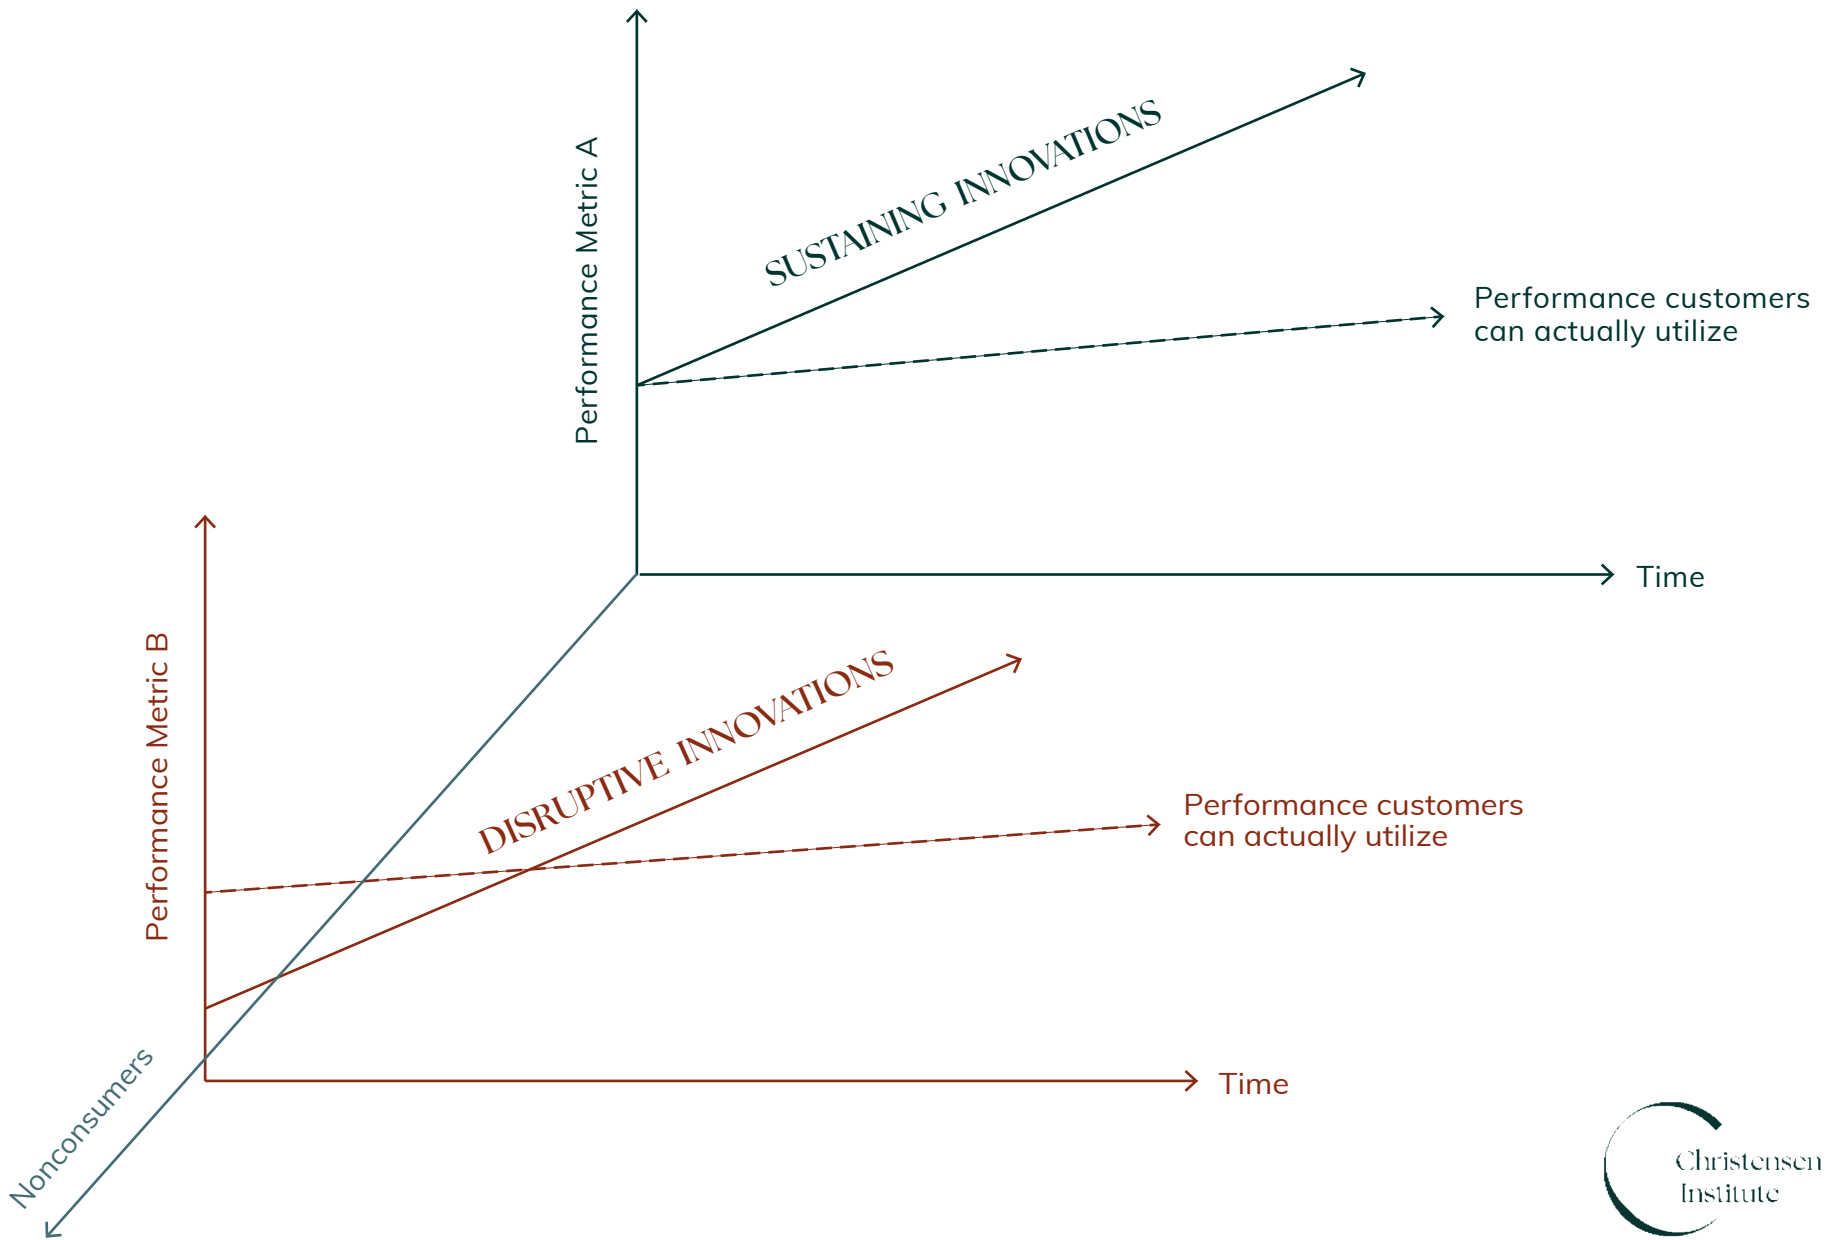 Performance Metric A
SUSTAINING INNOVATIONS
Performance customers
can actually utilize
Time
Performance Metric B
DISRUPTIVE INNOVATIONS
Performance customers
can actually utilize
Time
Nonconsumers
Christensen
Institute